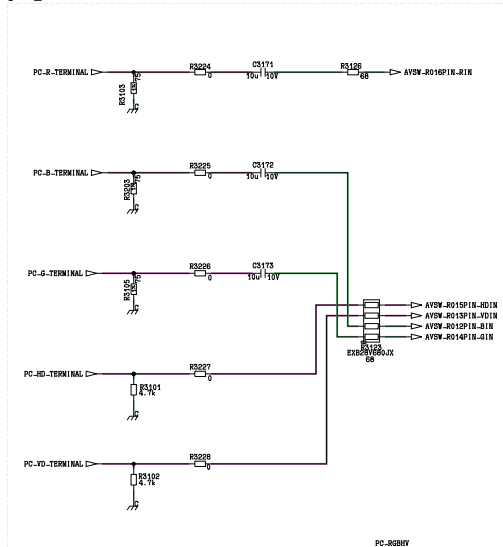 R3224 C3171 R3126
PC-R-TERMINAL 0 10u 10V 68 AVSW-R016PIN-RIN
R3103 75
R3225 C3172
PC-B-TERMINAL 0 10u 10V
R3203 75
R3226 C3173
PC-G-TERMINAL 0 10u 10V
R3105 75
AVSW-R015PIN-HDIN
AVSW-R013PIN-VDIN
AVSW-R012PIN-BIN
AVSW-R014PIN-GIN
R3123
EXB28V680JX
68
R3227
PC-HD-TERMINAL 0
R3101
4.7k
R3228
PC-VD-TERMINAL 0
R3102
4.7k
PC-RGBHV